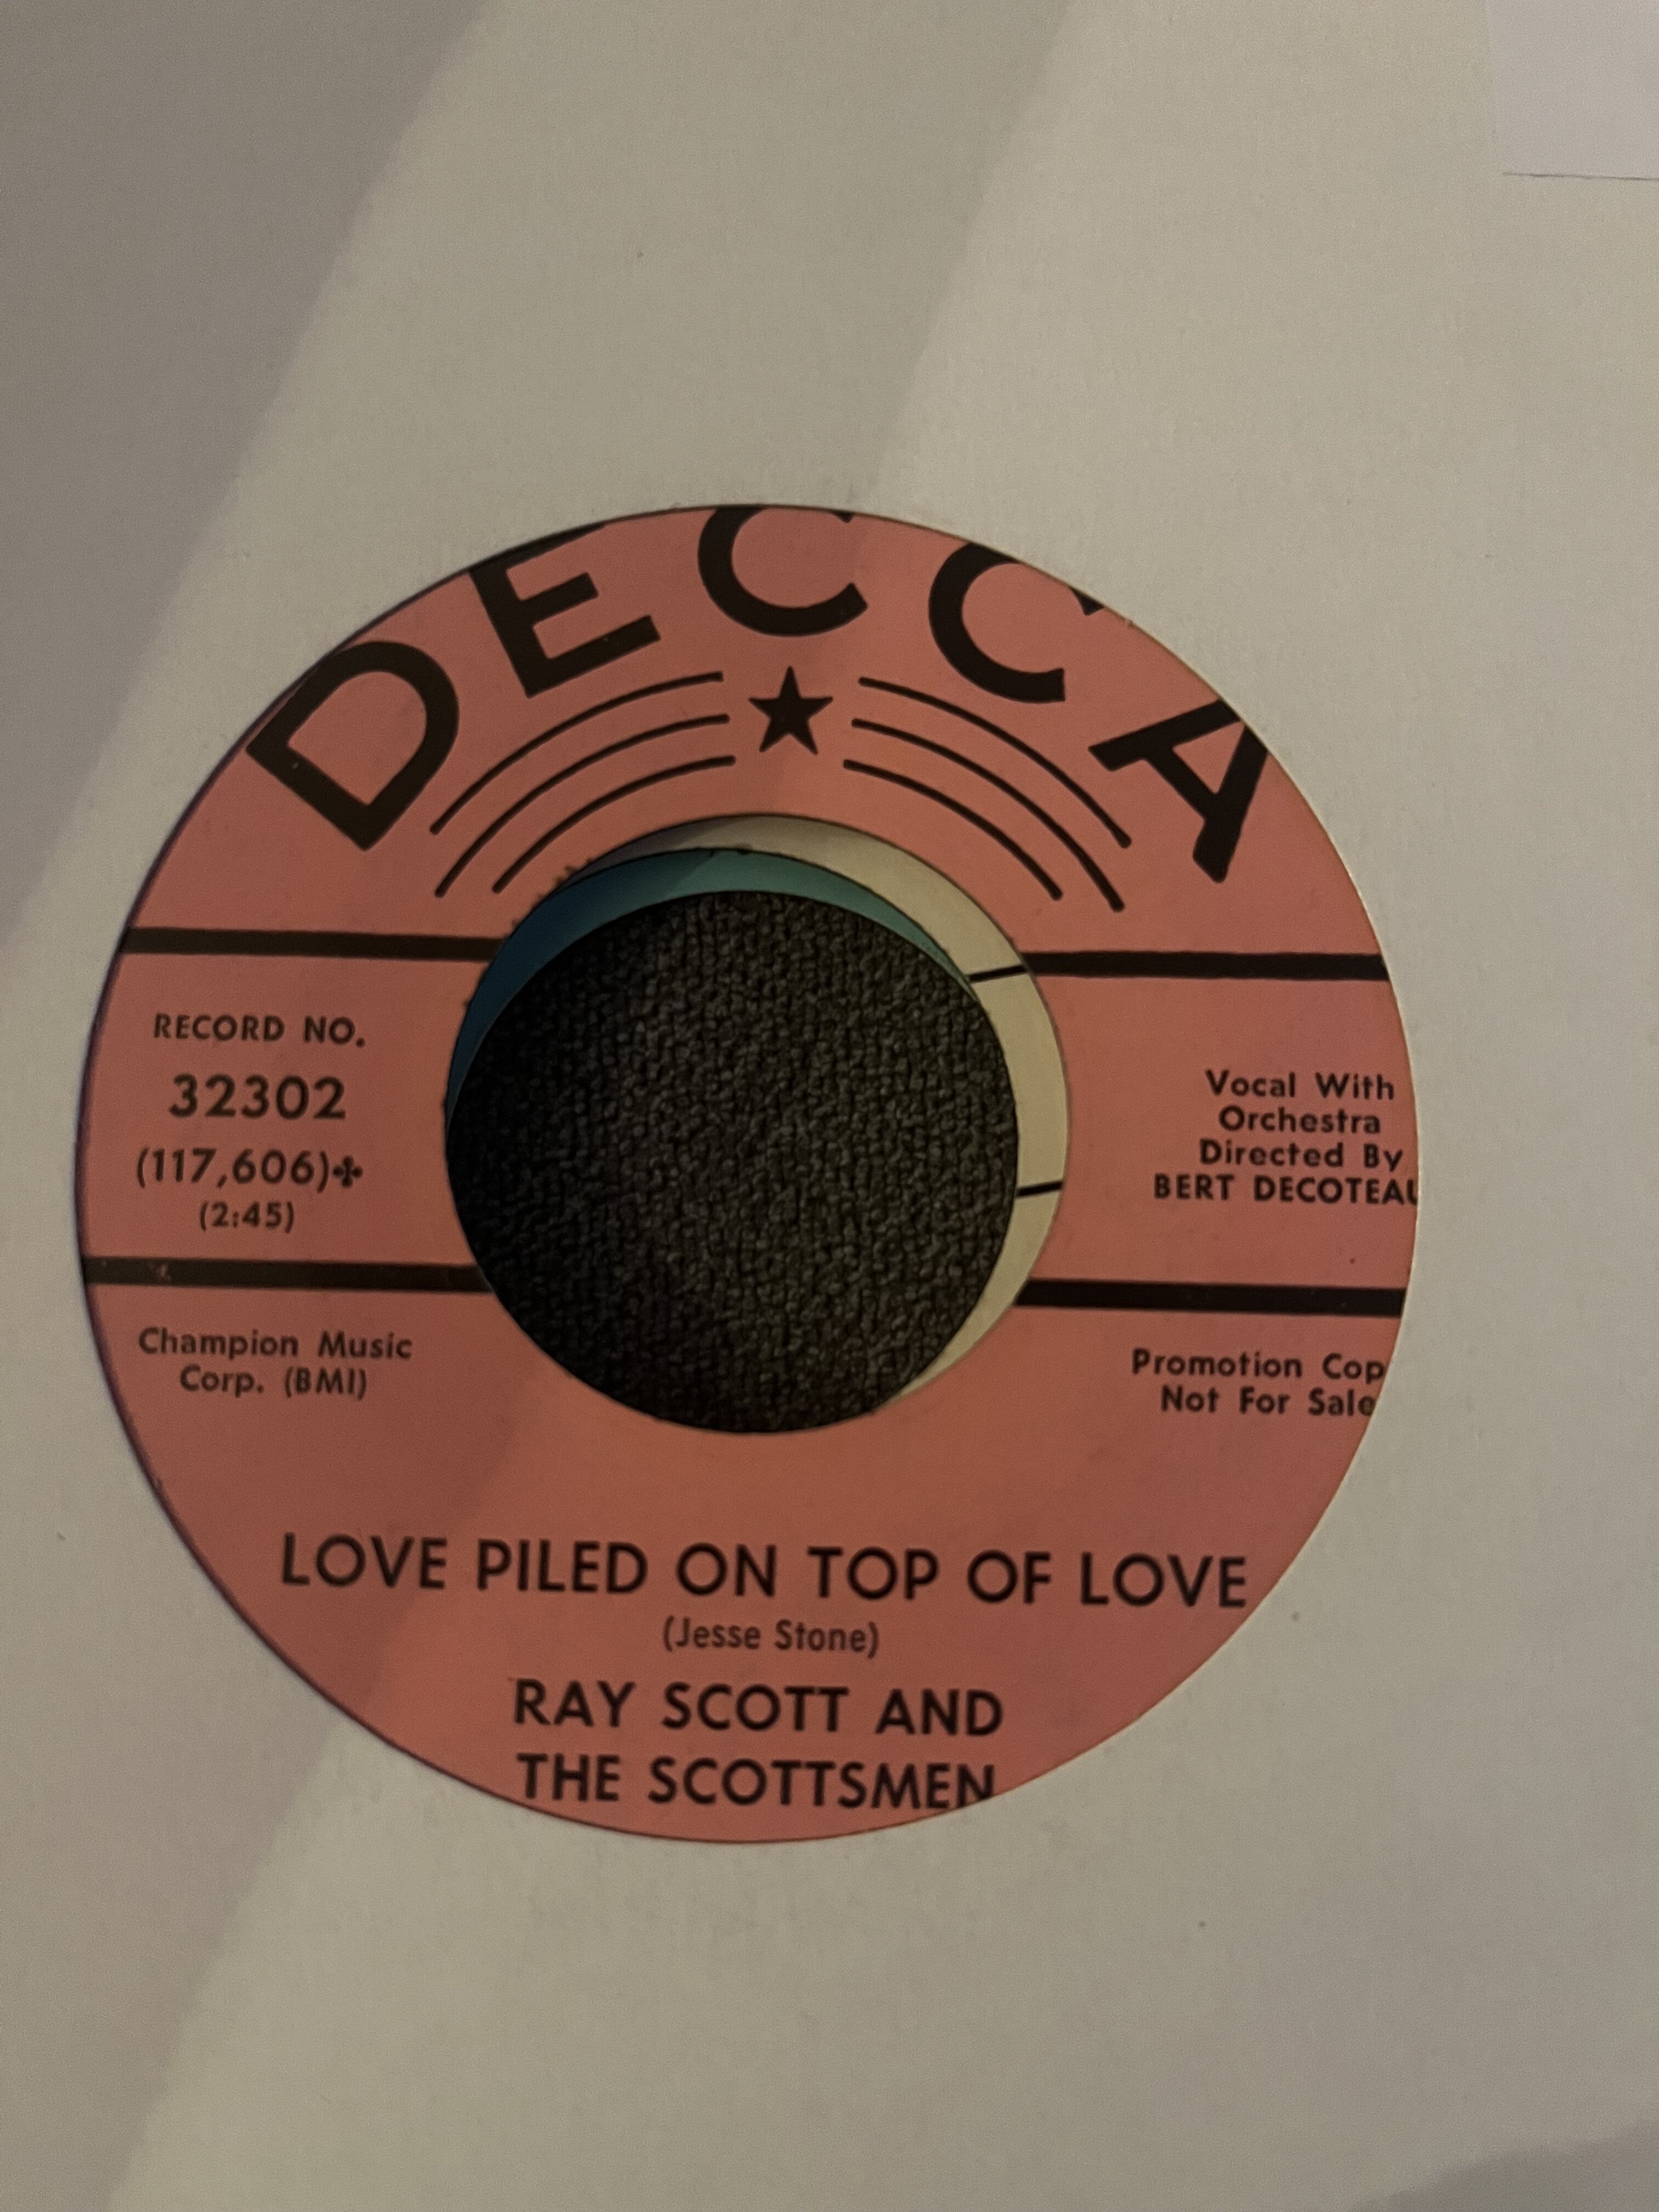 DECCA
RECORD NO.
32302
(117,606)✤
(2:45)
Vocal With
Orchestra
Directed By
BERT DECOTEAU
Champion Music
Corp. (BMI)
Promotion Cop
Not For Sale
LOVE PILED ON TOP OF LOVE
(Jesse Stone)
RAY SCOTT AND
THE SCOTTSMEN